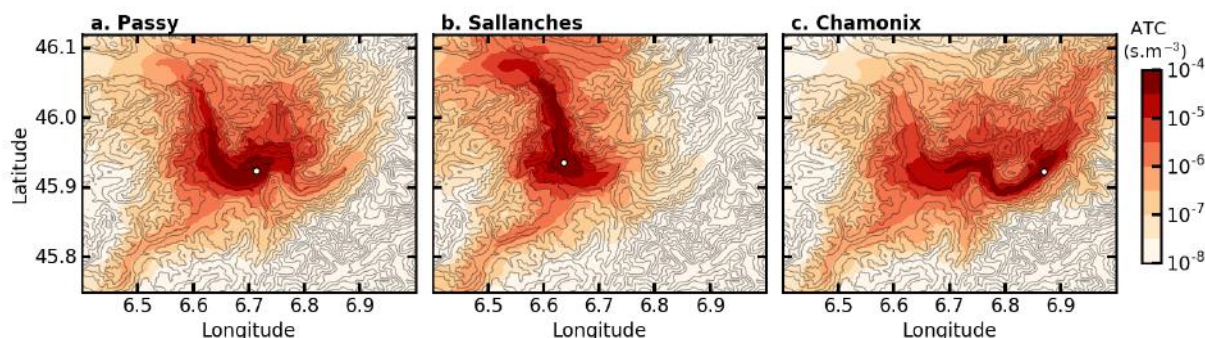 a. Passy
b. Sallanches
c. Chamonix
ATC
(s.m⁻³)
46.1
46.0
45.9
45.8
Latitude
6.5 6.6 6.7 6.8 6.9
6.5 6.6 6.7 6.8 6.9
6.5 6.6 6.7 6.8 6.9
Longitude
Longitude
Longitude
10⁻⁴
10⁻⁵
10⁻⁶
10⁻⁷
10⁻⁸